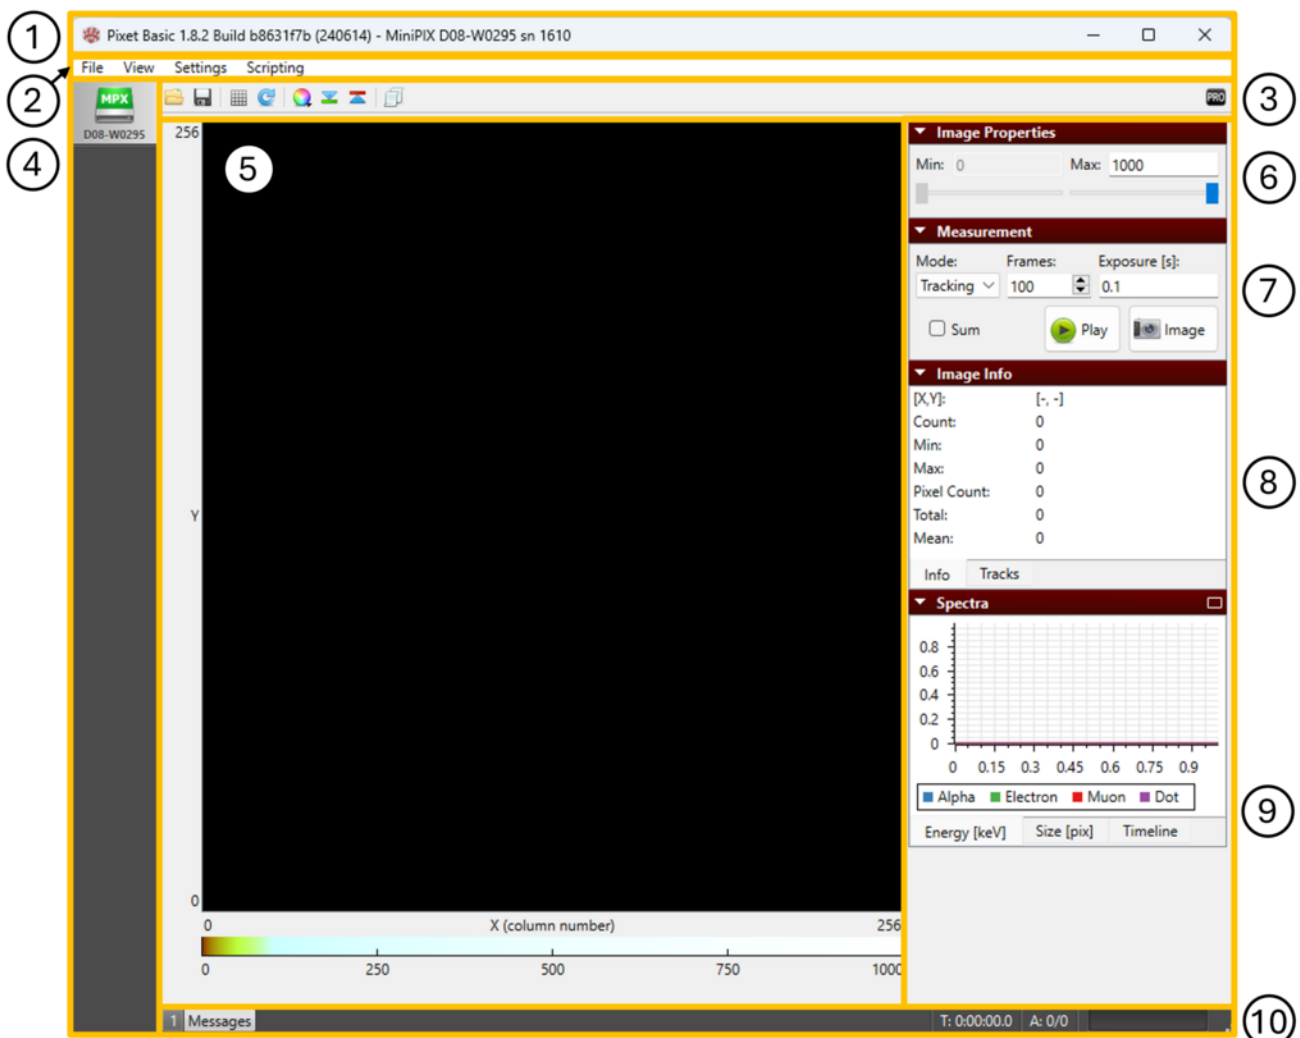 1
Pixet Basic 1.8.2 Build b8631f7b (240614) - MiniPIX D08-W0295 sn 1610
2
File View Settings Scripting
3
MPX
PRO
4
D08-W0295
256
5
Image Properties
6
Min: 0 Max: 1000
Measurement
7
Mode: Frames: Exposure [s]:
Tracking 100 0.1
Sum Play Image
Image Info
8
[X,Y]: [-, -]
Count: 0
Min: 0
Max: 0
Pixel Count: 0
Y
Total: 0
Mean: 0
Info Tracks
Spectra
0.8
0.6
0.4
0.2
0
0 0.15 0.3 0.45 0.6 0.75 0.9
Alpha Electron Muon Dot
9
Energy [keV] Size [pix] Timeline
0
0 X (column number) 256
0 250 500 750 1000
1 Messages T: 0:00:00.0 A: 0/0
10